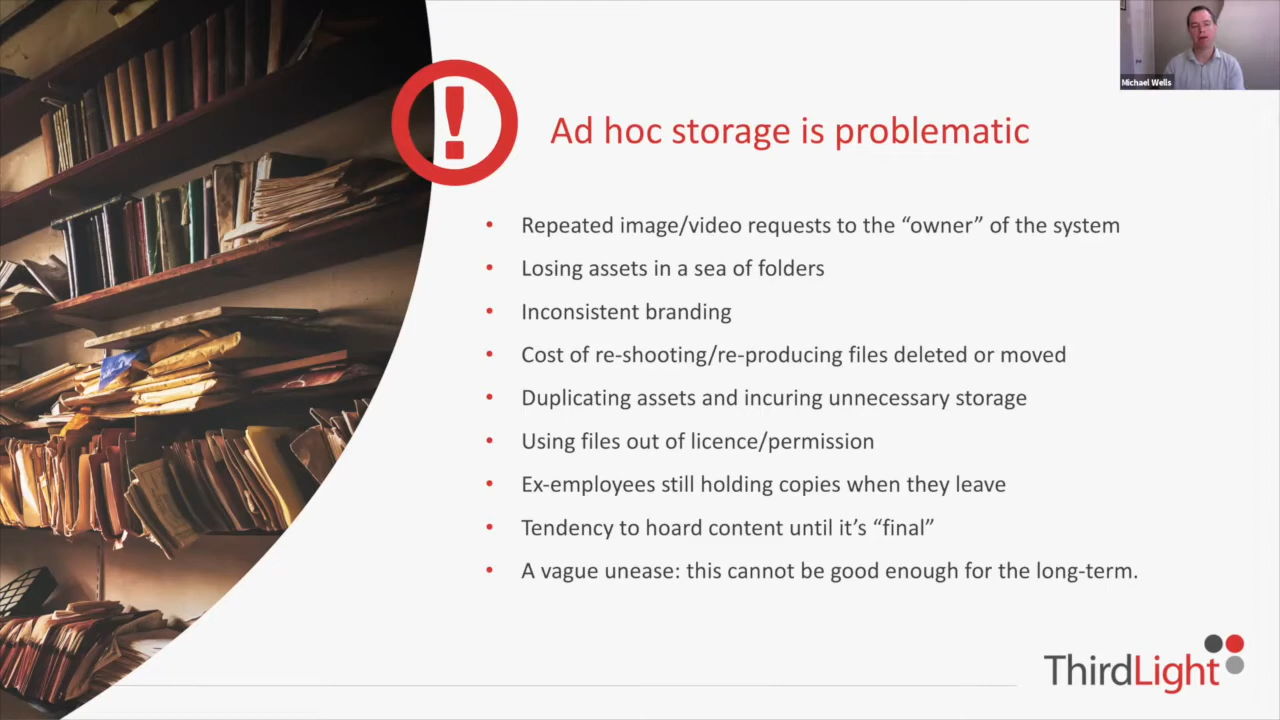 Michael Wells
!
Ad hoc storage is problematic
• Repeated image/video requests to the “owner” of the system
• Losing assets in a sea of folders
• Inconsistent branding
• Cost of re-shooting/re-producing files deleted or moved
• Duplicating assets and incuring unnecessary storage
• Using files out of licence/permission
• Ex-employees still holding copies when they leave
• Tendency to hoard content until it’s “final”
• A vague unease: this cannot be good enough for the long-term.
ThirdLight